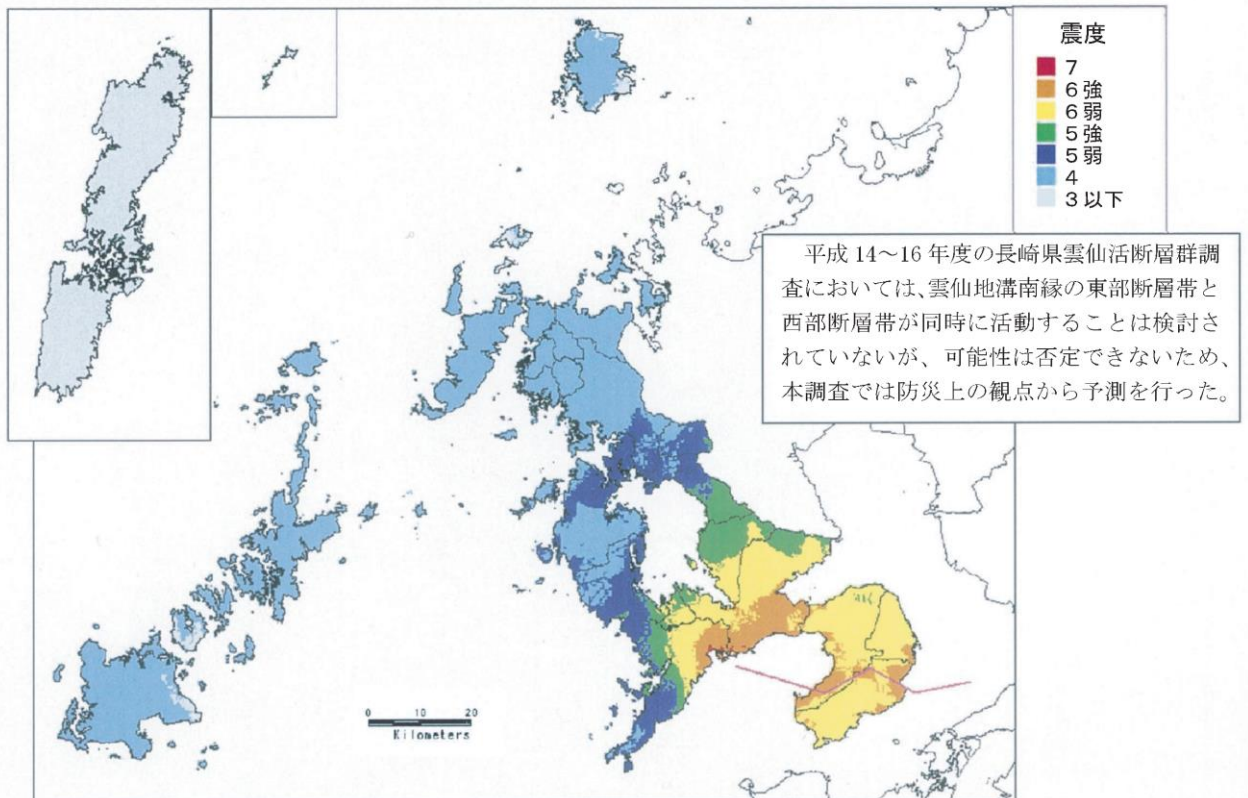 震度
7
6強
6弱
5強
5弱
4
3以下
平成 14～16 年度の長崎県雲仙活断層群調
査においては、雲仙地溝南縁の東部断層帯と
西部断層帯が同時に活動することは検討さ
れていないが、可能性は否定できないため、
本調査では防災上の観点から予測を行った。
0 10 20
Kilometers